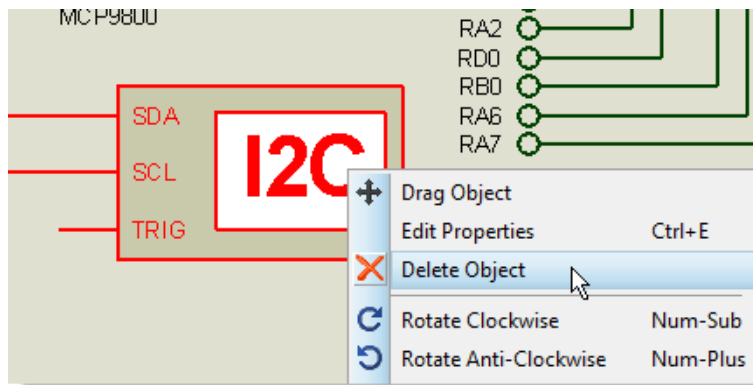 MCP9800
RA2
RD0
RB0
RA6
RA7
SDA
SCL
TRIG
I2C
Drag Object
Edit Properties Ctrl+E
Delete Object
Rotate Clockwise Num-Sub
Rotate Anti-Clockwise Num-Plus